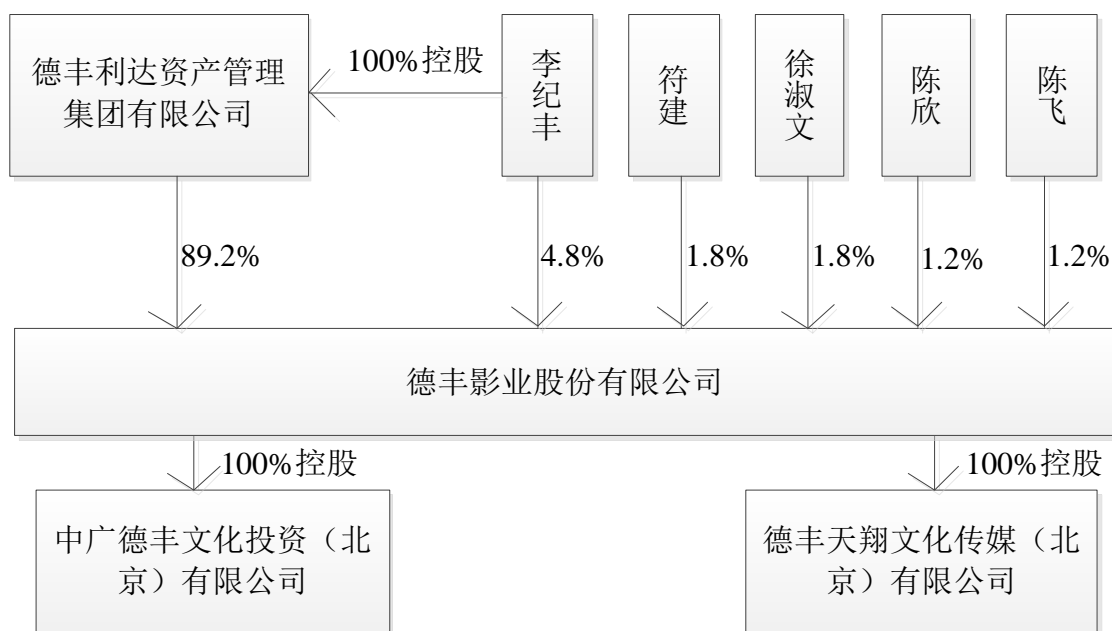 德丰利达资产管理
集团有限公司
100%控股
李纪丰
符建
徐淑文
陈欣
陈飞
89.2%
4.8%
1.8%
1.8%
1.2%
1.2%
德丰影业股份有限公司
100%控股
100%控股
中广德丰文化投资（北
京）有限公司
德丰天翔文化传媒（北
京）有限公司